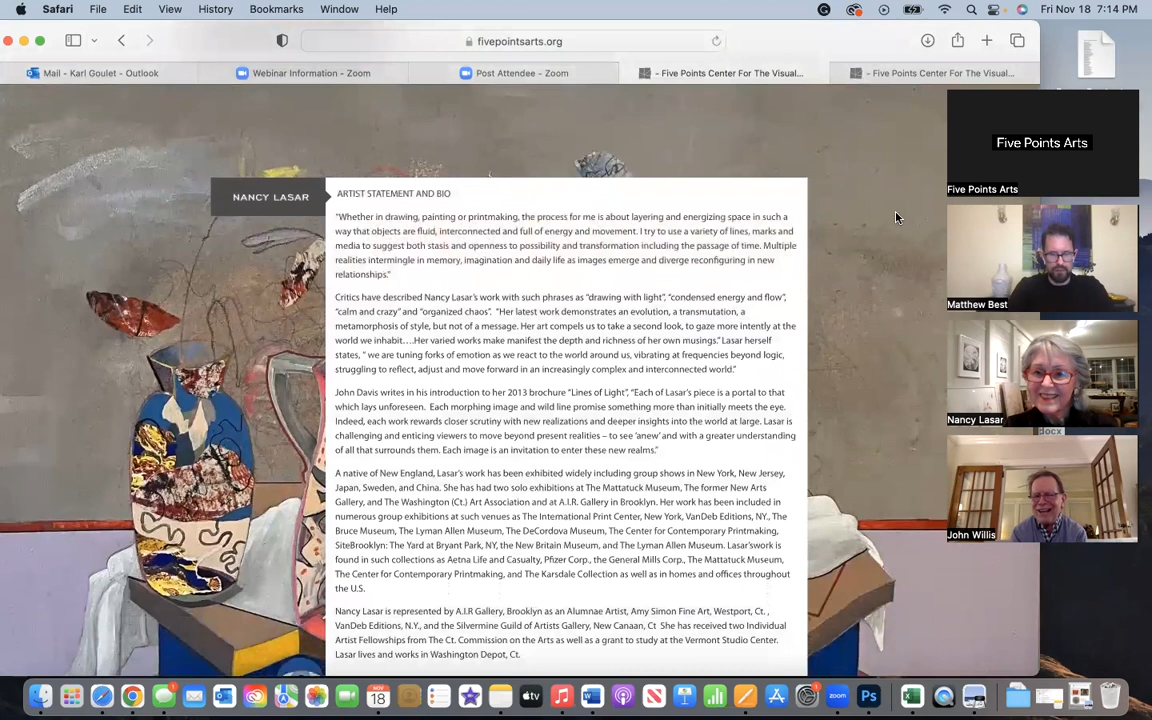 Safari File Edit View History Bookmarks Window Help Fri Nov 18 7:14 PM
fivepointsarts.org
Mail - Karl Goulet - Outlook
Webinar Information - Zoom
Post Attendee - Zoom
- Five Points Center For The Visual...
- Five Points Center For The Visual...
NANCY LASAR
ARTIST STATEMENT AND BIO
"Whether in drawing, painting or printmaking, the process for me is about layering and energizing space in such a
way that objects are fluid, interconnected and full of energy and movement. I try to use a variety of lines, marks and
media to suggest both stasis and openness to possibility and transformation including the passage of time. Multiple
realities intermingle in memory, imagination and daily life as images emerge and diverge reconfiguring in new
relationships."
Critics have described Nancy Lasar's work with such phrases as "drawing with light", "condensed energy and flow",
"calm and crazy" and "organized chaos". "Her latest work demonstrates an evolution, a transmutation, a
metamorphosis of style, but not of a message. Her art compels us to take a second look, to gaze more intently at the
world we inhabit….Her varied works make manifest the depth and richness of her own musings." Lasar herself
states, " we are tuning forks of emotion as we react to the world around us, vibrating at frequencies beyond logic,
struggling to reflect, adjust and move forward in an increasingly complex and interconnected world."
John Davis writes in his introduction to her 2013 brochure "Lines of Light", "Each of Lasar's piece is a portal to that
which lays unforeseen. Each morphing image and wild line promise something more than initially meets the eye.
Indeed, each work rewards closer scrutiny with new realizations and deeper insights into the world at large. Lasar is
challenging and enticing viewers to move beyond present realities – to see 'anew' and with a greater understanding
of all that surrounds them. Each image is an invitation to enter these new realms."
A native of New England, Lasar's work has been exhibited widely including group shows in New York, New Jersey,
Japan, Sweden, and China. She has had two solo exhibitions at The Mattatuck Museum, The former New Arts
Gallery, and The Washington (Ct.) Art Association and at A.I.R. Gallery in Brooklyn. Her work has been included in
numerous group exhibitions at such venues as The International Print Center, New York, VanDeb Editions, NY., The
Bruce Museum, The Lyman Allen Museum, The DeCordova Museum, The Center for Contemporary Printmaking,
SiteBrooklyn: The Yard at Bryant Park, NY, the New Britain Museum, and The Lyman Allen Museum. Lasar'swork is
found in such collections as Aetna Life and Casualty, Pfizer Corp., the General Mills Corp., The Mattatuck Museum,
The Center for Contemporary Printmaking, and The Karsdale Collection as well as in homes and offices throughout
the U.S.
Nancy Lasar is represented by A.I.R Gallery, Brooklyn as an Alumnae Artist, Amy Simon Fine Art, Westport, Ct. ,
VanDeb Editions, N.Y., and the Silvermine Guild of Artists Gallery, New Canaan, Ct She has received two Individual
Artist Fellowships from The Ct. Commission on the Arts as well as a grant to study at the Vermont Studio Center.
Lasar lives and works in Washington Depot, Ct.
Five Points Arts
Five Points Arts
Matthew Best
Nancy Lasar
.docx
John Willis
NOV
18
tv
zoom
Ps